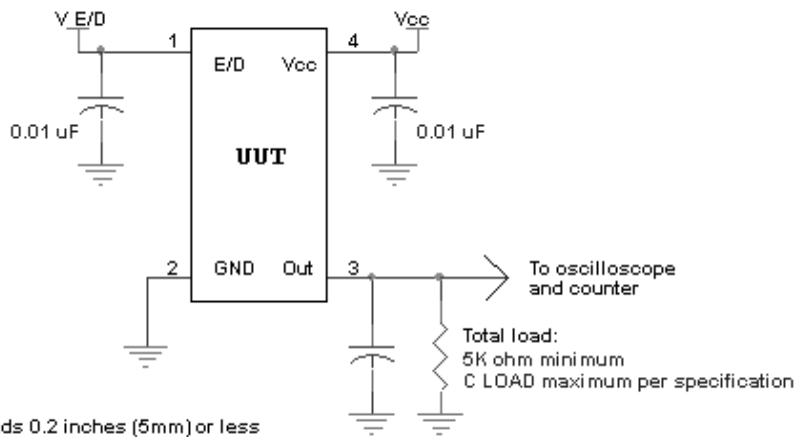 V E/D
Vcc
1
4
E/D
Vcc
0.01 uF
0.01 uF
UUT
2
GND
Out
3
To oscilloscope
and counter
Total load:
5K ohm minimum
C LOAD maximum per specification
0.2 inches (5mm) or less